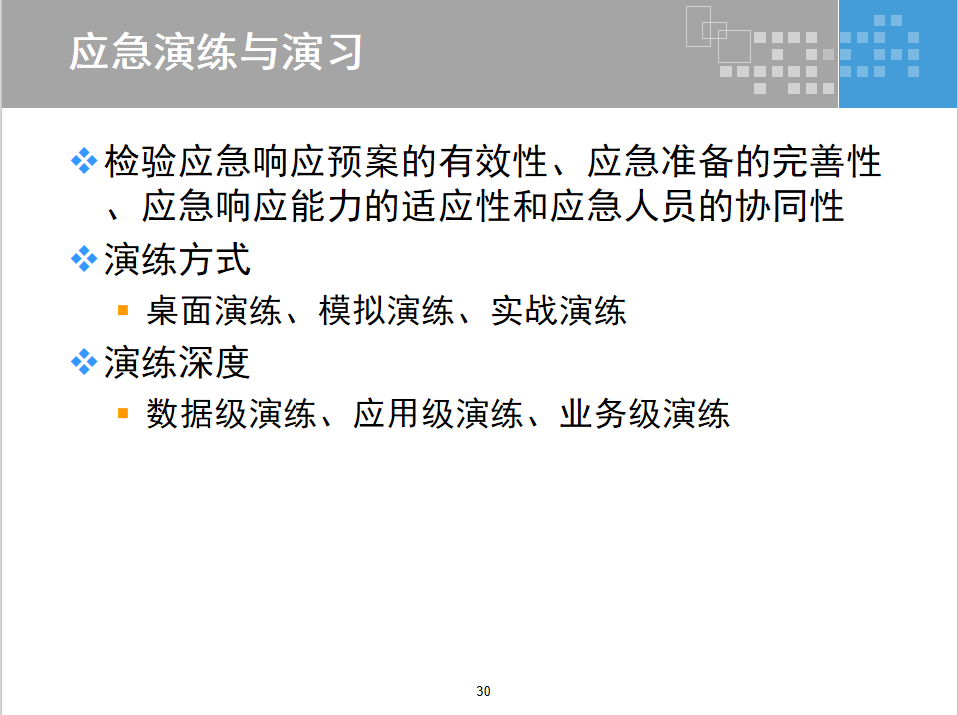 应急演练与演习
检验应急响应预案的有效性、应急准备的完善性
、应急响应能力的适应性和应急人员的协同性
演练方式
桌面演练、模拟演练、实战演练
演练深度
数据级演练、应用级演练、业务级演练
30